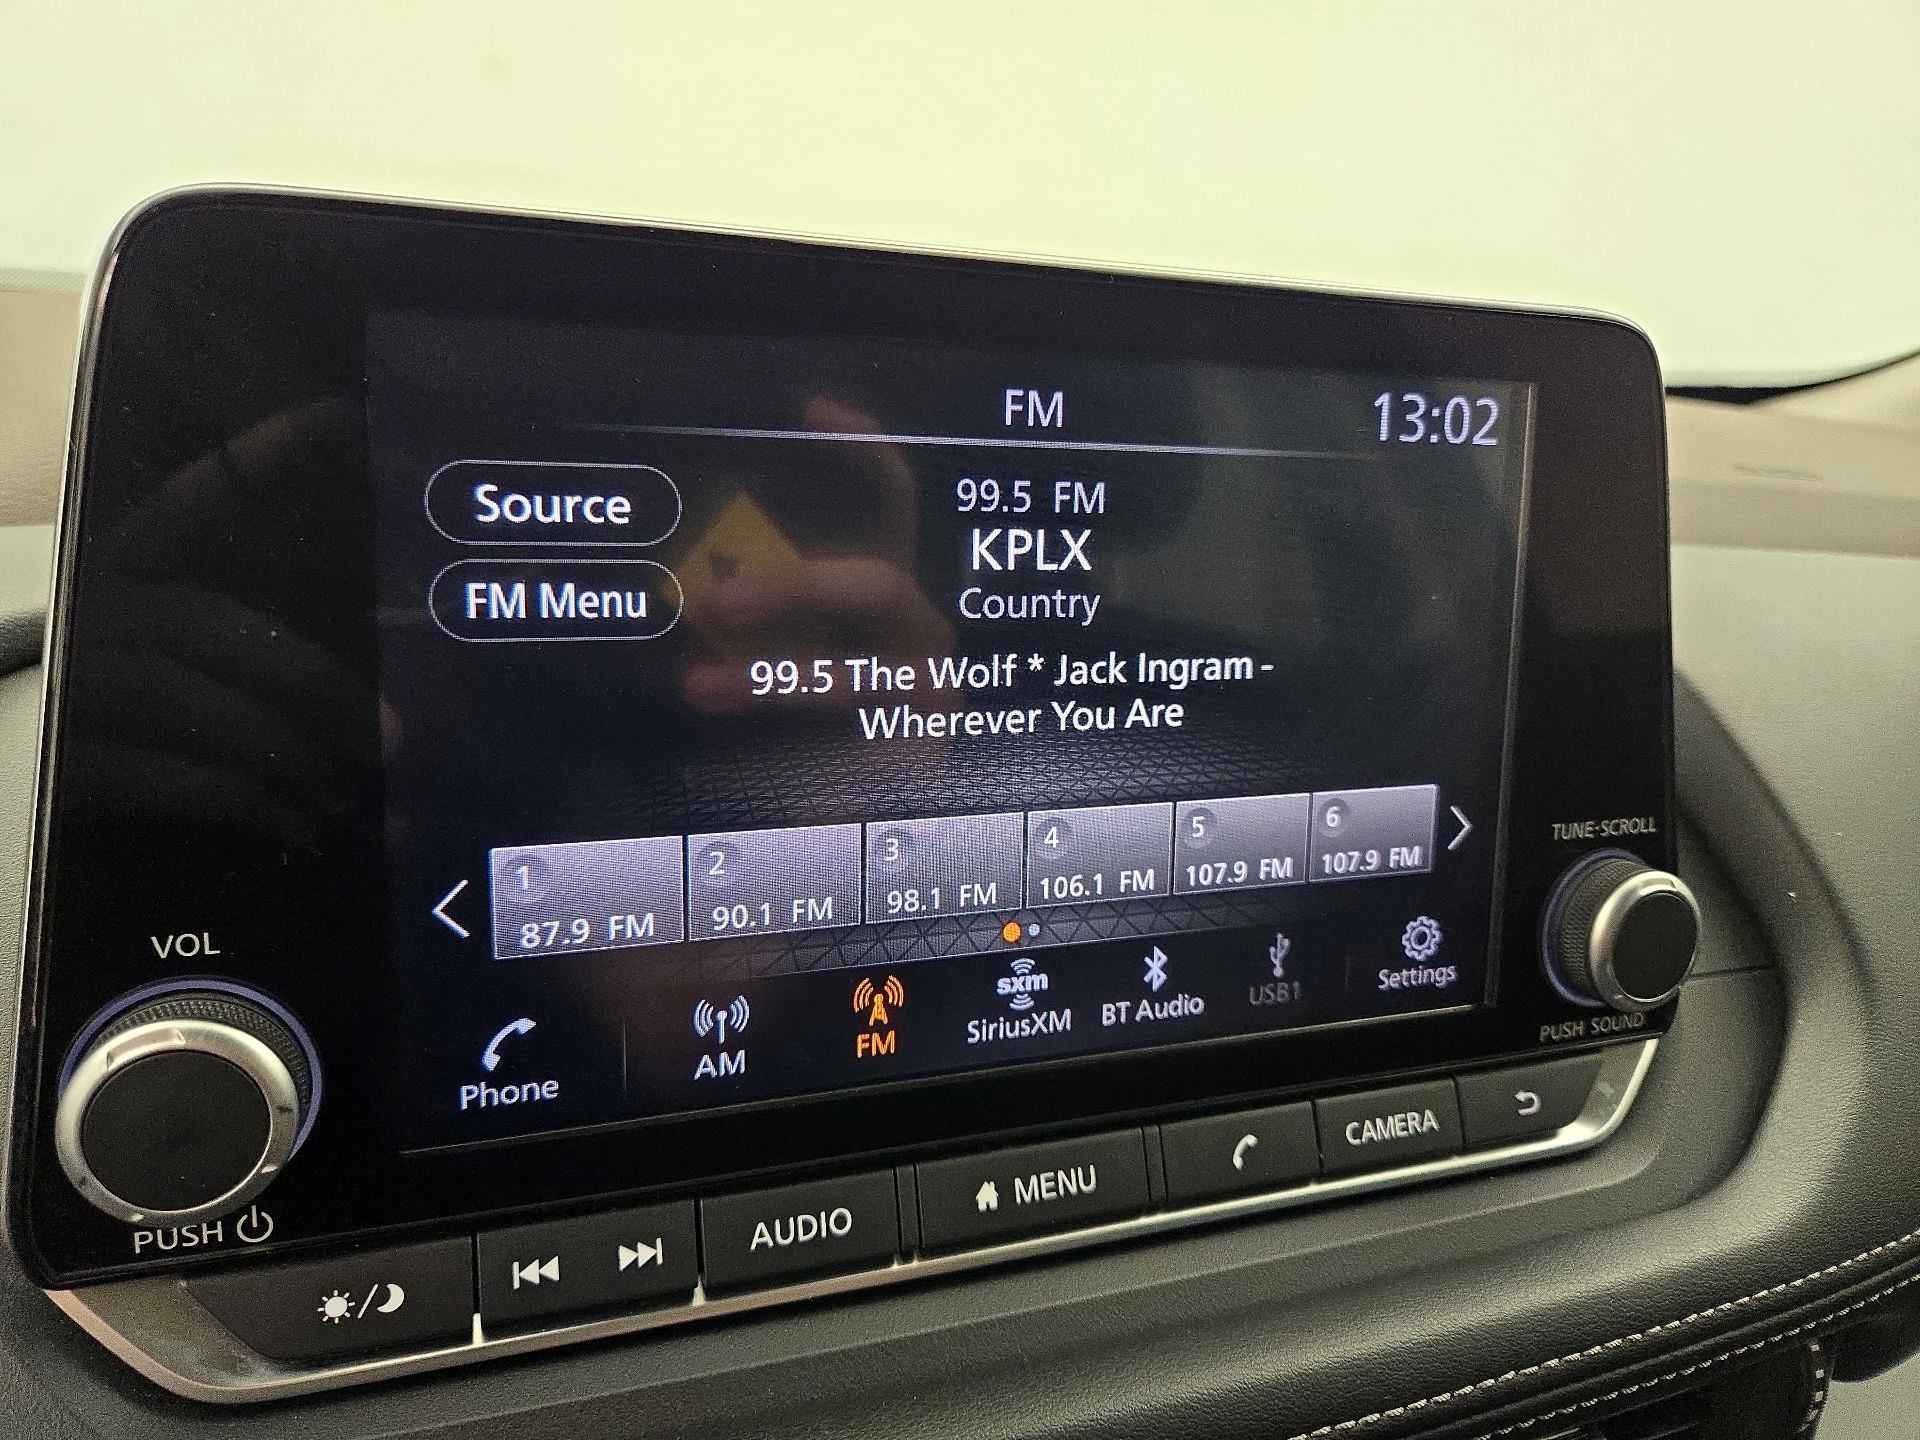 FM
13:02
Source
99.5 FM
KPLX
FM Menu
Country
99.5 The Wolf * Jack Ingram -
Wherever You Are
1
87.9 FM
2
90.1 FM
3
98.1 FM
4
106.1 FM
5
107.9 FM
6
107.9 FM
Phone
AM
FM
sxm
SiriusXM
BT Audio
USB1
Settings
VOL
PUSH
TUNE·SCROLL
PUSH SOUND
AUDIO
MENU
CAMERA